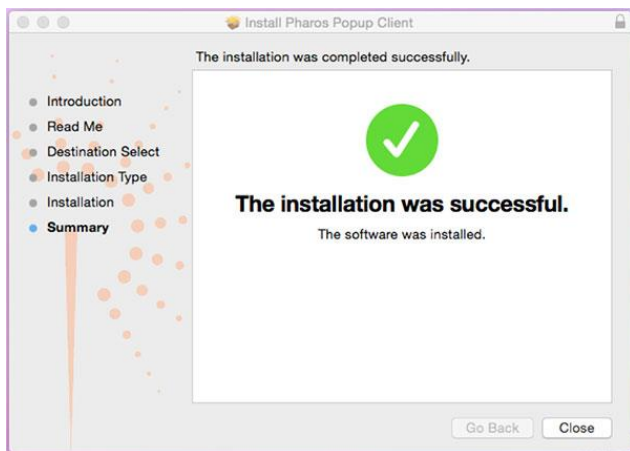 Install Pharos Popup Client
The installation was completed successfully.
Introduction
Read Me
Destination Select
Installation Type
Installation
Summary
The installation was successful.
The software was installed.
Go Back
Close